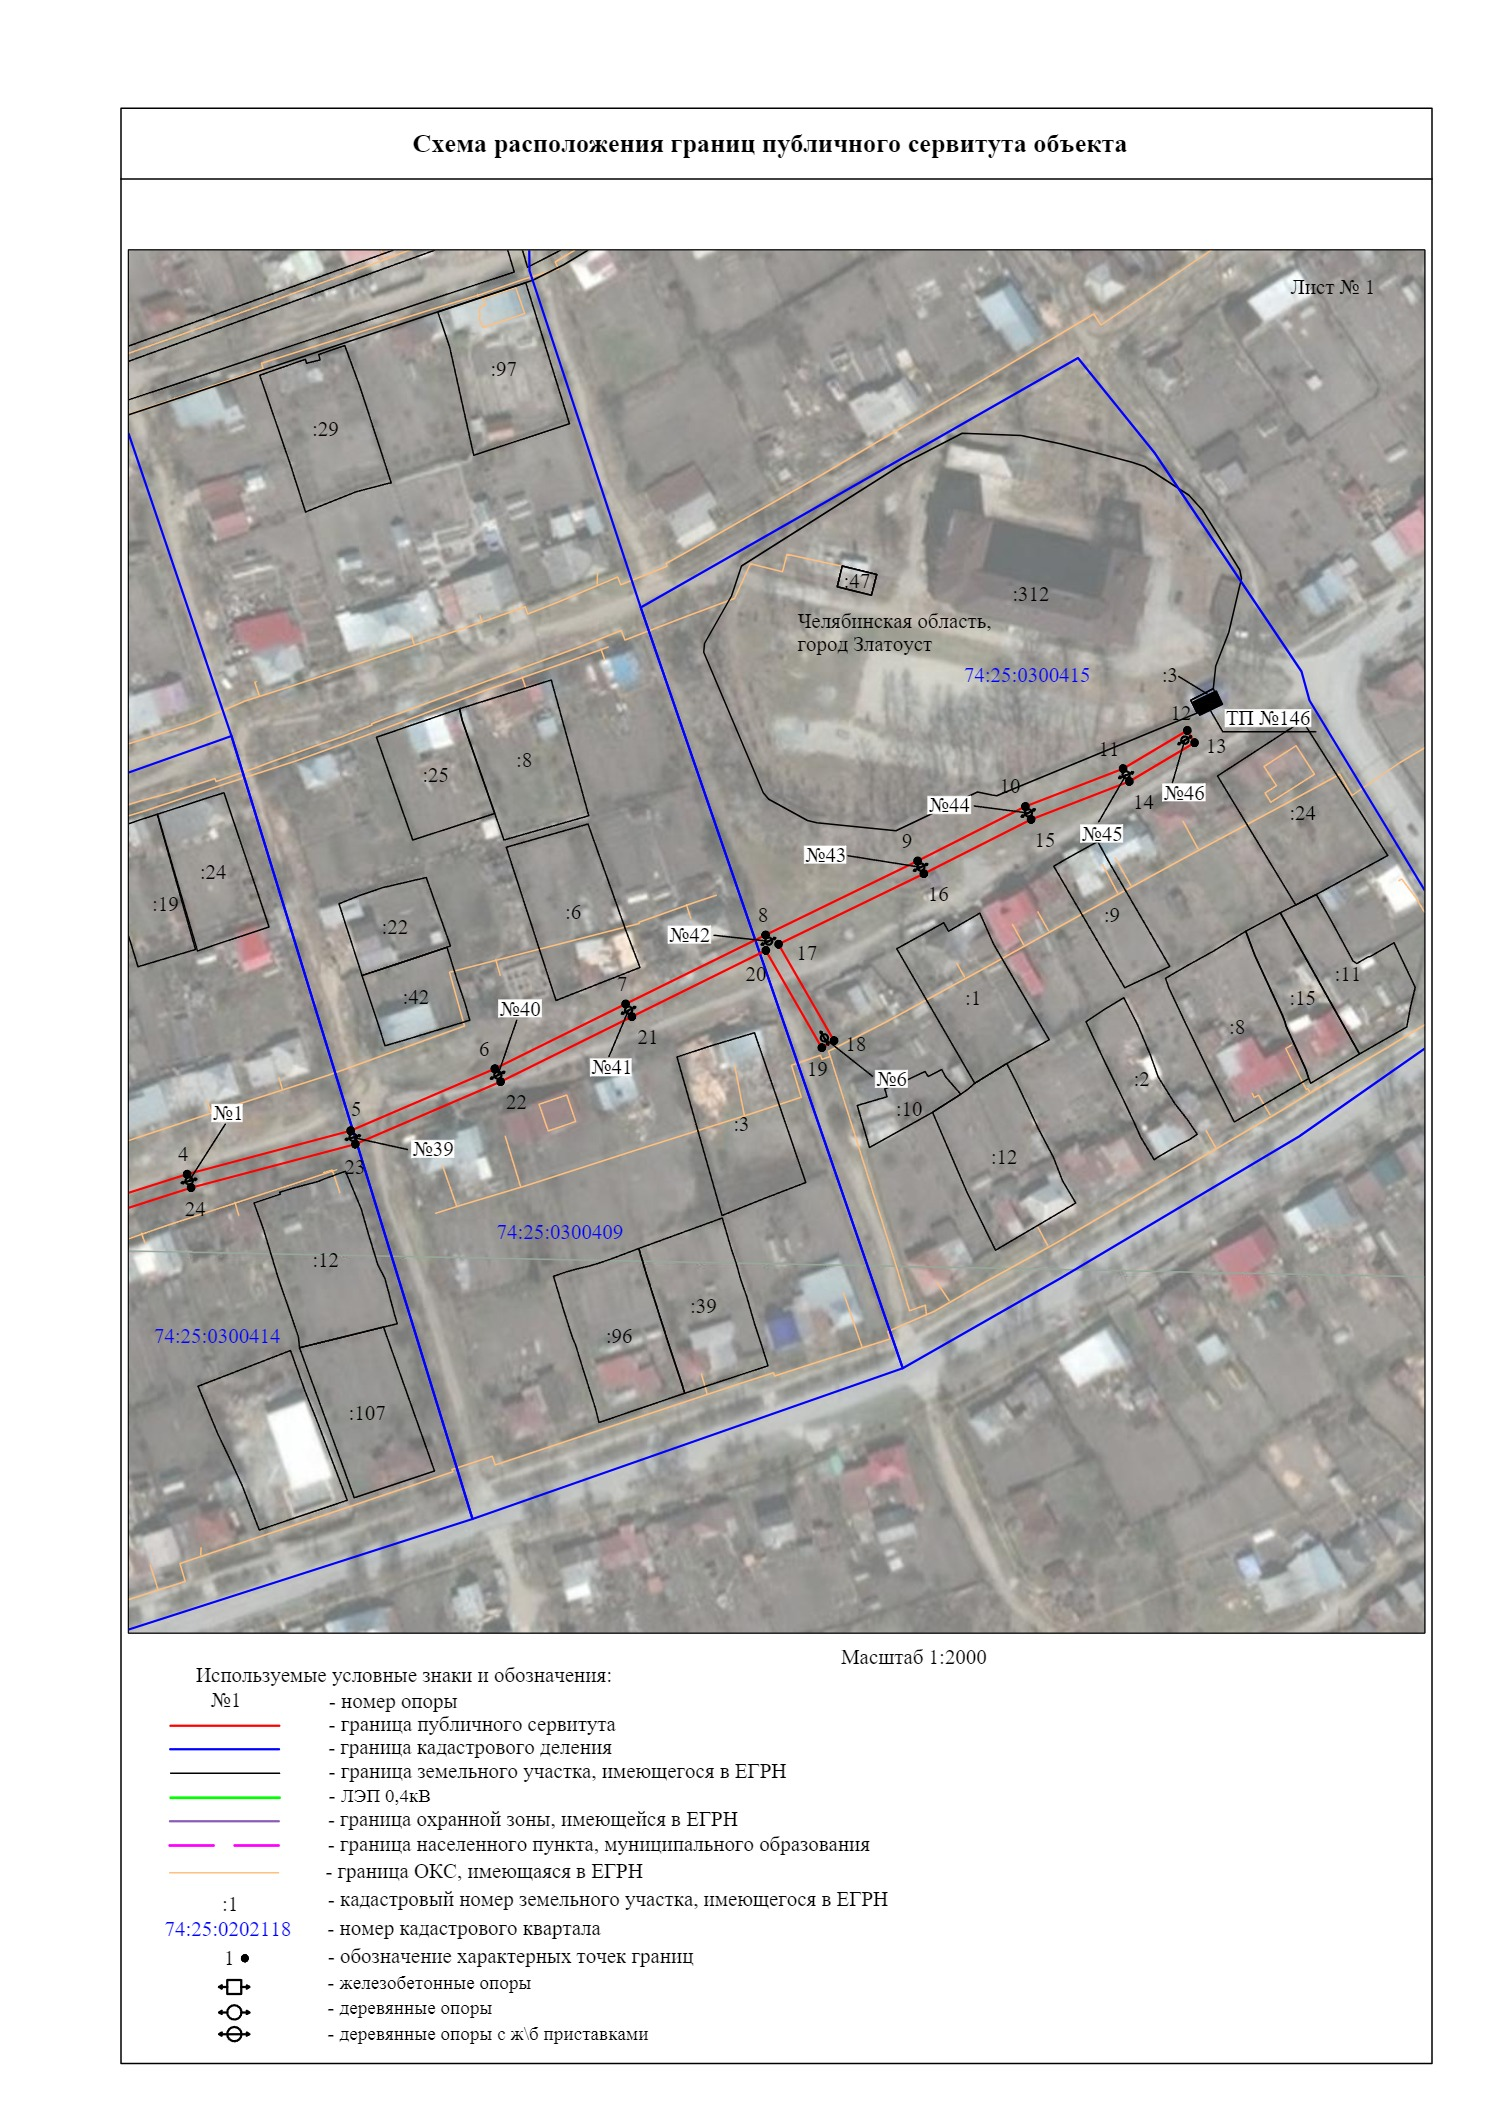 Схема расположения границ публичного сервитута объекта
Лист № 1
:97
:29
:47
:312
Челябинская область,
город Златоуст
74:25:0300415
:3
12
ТП №146
13
11
:8
:25
10
№46
№44
14
:24
№45
15
9
№43
:24
16
:19
:6
8
:9
:22
№42
17
20
:11
7
:42
:1
:15
№40
:8
21
18
6
№41
19
№6
:2
22
:10
№1
5
:3
№39
4
23
:12
24
74:25:0300409
:12
:39
74:25:0300414
:96
:107
Масштаб 1:2000
Используемые условные знаки и обозначения:
№1 - номер опоры
- граница публичного сервитута
- граница кадастрового деления
- граница земельного участка, имеющегося в ЕГРН
- ЛЭП 0,4кВ
- граница охранной зоны, имеющейся в ЕГРН
- граница населенного пункта, муниципального образования
- граница ОКС, имеющаяся в ЕГРН
:1 - кадастровый номер земельного участка, имеющегося в ЕГРН
74:25:0202118 - номер кадастрового квартала
1 - обозначение характерных точек границ
- железобетонные опоры
- деревянные опоры
- деревянные опоры с ж\б приставками